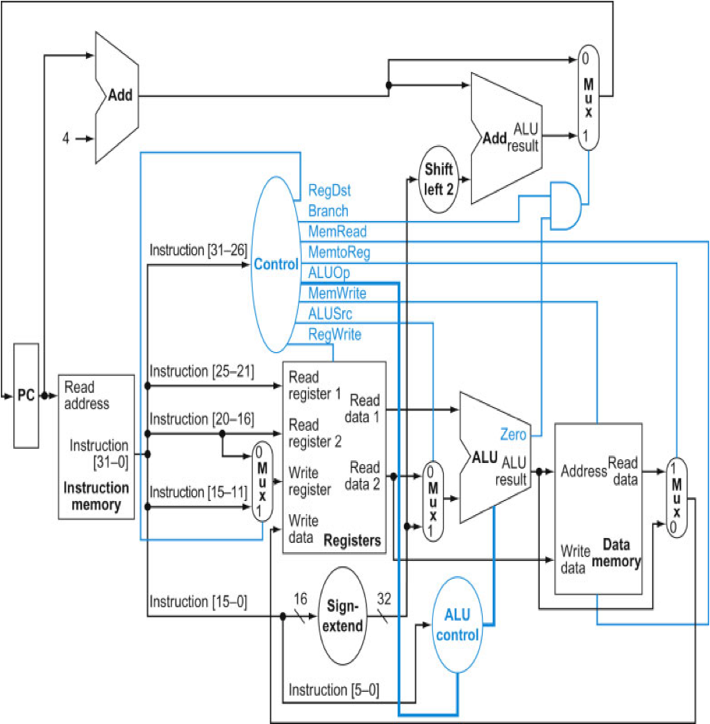 0
M
u
x
1
Add
4
Add ALU
result
Shift
left 2
RegDst
Branch
MemRead
MemtoReg
ALUOp
MemWrite
ALUSrc
RegWrite
Instruction [31–26]
Control
PC
Read
address
Instruction
[31–0]
Instruction
memory
Instruction [25–21]
Instruction [20–16]
Instruction [15–11]
0
M
u
x
1
Read
register 1
Read
register 2
Write
register
Write
data
Read
data 1
Read
data 2
Registers
0
M
u
x
1
Zero
ALU ALU
result
Address
Read
data
Write
data
Data
memory
1
M
u
x
0
Instruction [15–0]
16
Sign-
extend
32
ALU
control
Instruction [5–0]